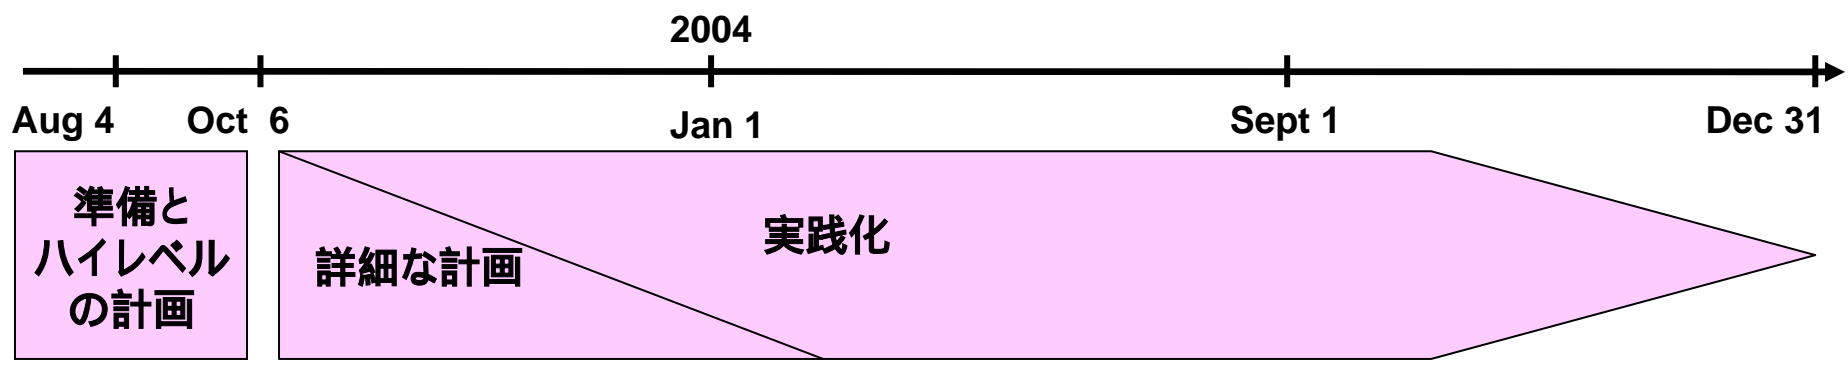 2004
Aug 4
Oct 6
Jan 1
Sept 1
Dec 31
準備と
ハイレベル
の計画
詳細な計画
実践化